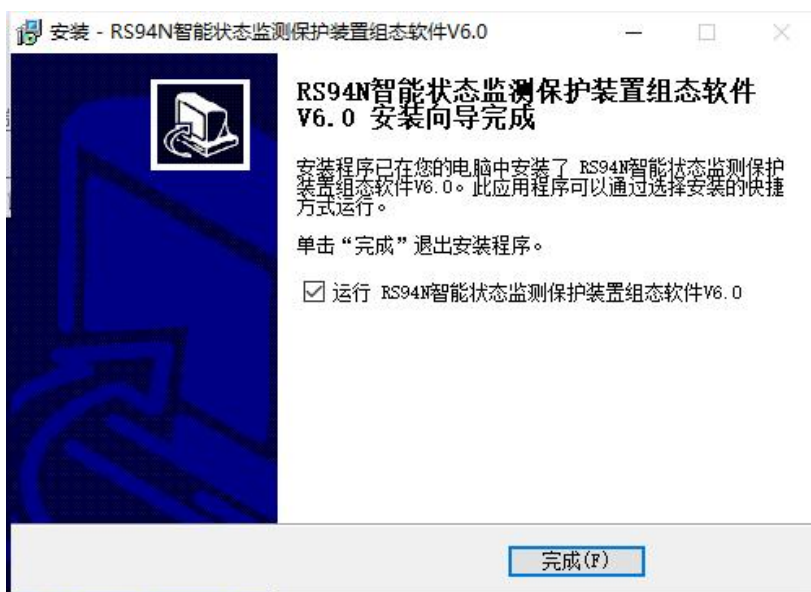 安装 - RS94N智能状态监测保护装置组态软件V6.0
RS94N智能状态监测保护装置组态软件
V6.0 安装向导完成
安装程序已在您的电脑中安装了 RS94N智能状态监测保护
装置组态软件V6.0。此应用程序可以通过选择安装的快捷
方式运行。
单击“完成”退出安装程序。
运行 RS94N智能状态监测保护装置组态软件V6.0
完成(F)